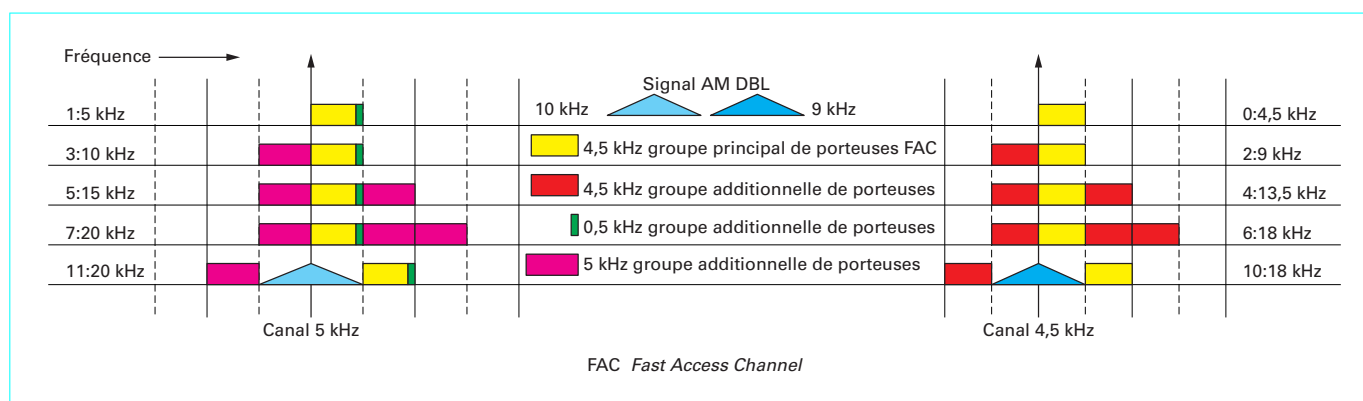 Fréquence
Signal AM DBL
10 kHz
9 kHz
1:5 kHz
0:4,5 kHz
4,5 kHz groupe principal de porteuses FAC
3:10 kHz
2:9 kHz
4,5 kHz groupe additionnelle de porteuses
5:15 kHz
4:13,5 kHz
0,5 kHz groupe additionnelle de porteuses
7:20 kHz
6:18 kHz
5 kHz groupe additionnelle de porteuses
11:20 kHz
10:18 kHz
Canal 5 kHz
Canal 4,5 kHz
FAC Fast Access Channel